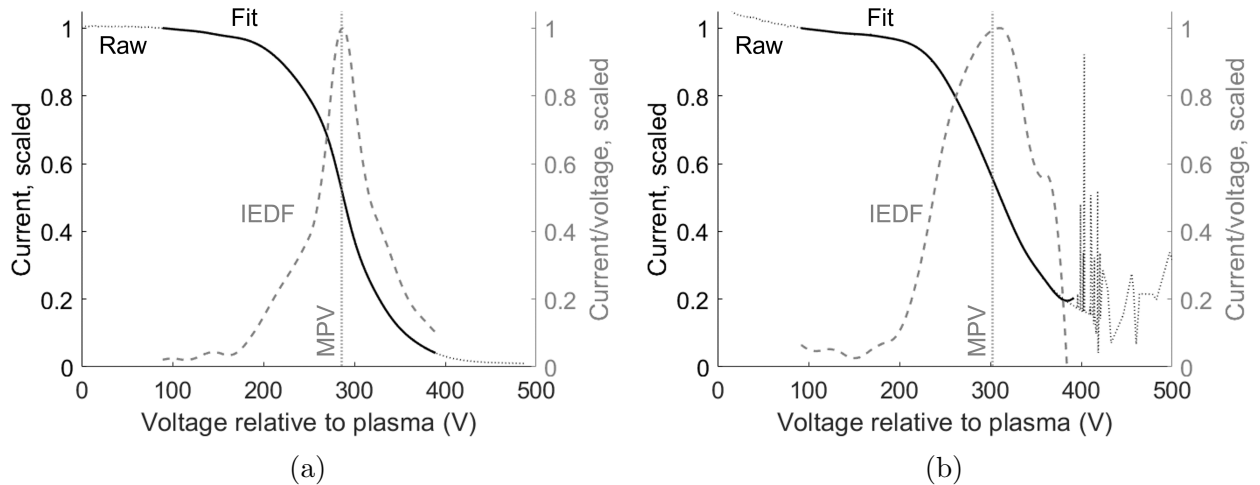 Fit
Raw
IEDF
MPV
Current, scaled
0
0.2
0.4
0.6
0.8
1
Current/voltage, scaled
0
0.2
0.4
0.6
0.8
1
0 100 200 300 400 500
Voltage relative to plasma (V)
(a)
Fit
Raw
IEDF
MPV
Current, scaled
0
0.2
0.4
0.6
0.8
1
Current/voltage, scaled
0
0.2
0.4
0.6
0.8
1
0 100 200 300 400 500
Voltage relative to plasma (V)
(b)